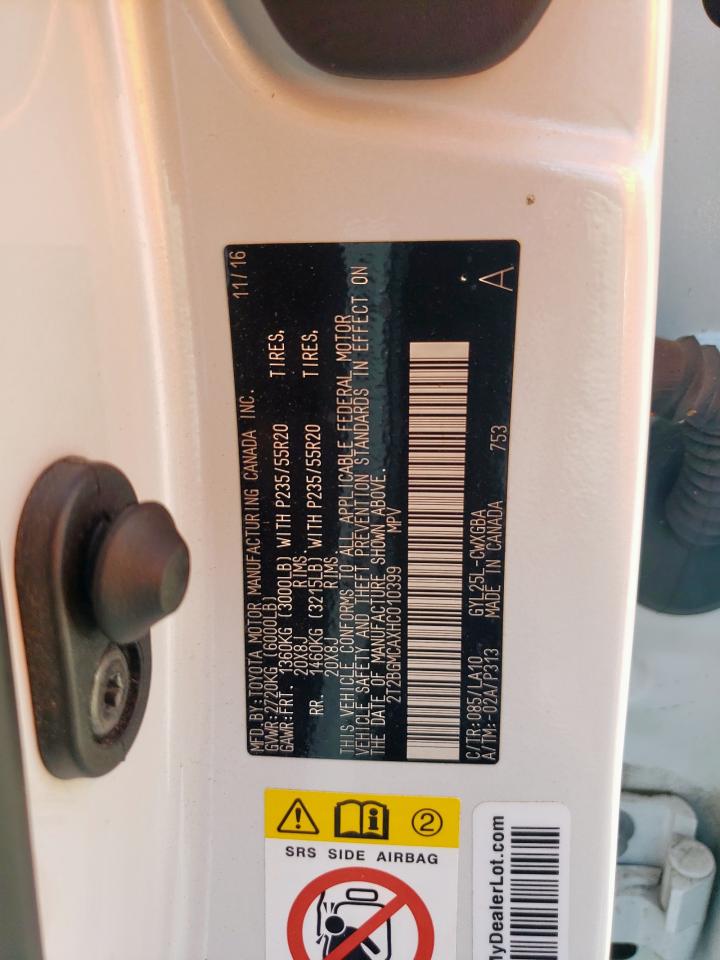 MFD. BY: TOYOTA MOTOR MANUFACTURING CANADA INC. 11/16
GVWR: 2720KG (6000LB)
GAWR: FRT. 1360KG (3000LB) WITH P235/55R20 TIRES,
20X8J RIMS.
RR. 1460KG (3215LB) WITH P235/55R20 TIRES,
20X8J RIMS.
THIS VEHICLE CONFORMS TO ALL APPLICABLE FEDERAL MOTOR
VEHICLE SAFETY AND THEFT PREVENTION STANDARDS IN EFFECT ON
THE DATE OF MANUFACTURE SHOWN ABOVE.
2T2BGMCAXHC010399 MPV
C/TR: 085/LA10 GYL25L-CWXGBA
A/TM: -02A/P313 MADE IN CANADA 753 A
2
SRS SIDE AIRBAG
MyDealerLot.com